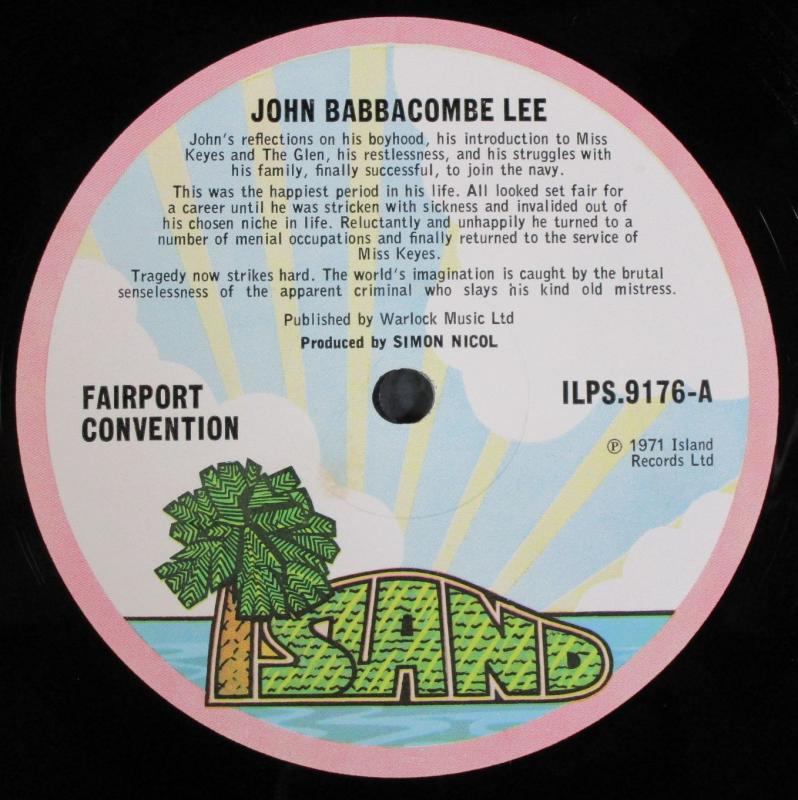 JOHN BABBACOMBE LEE
John's reflections on his boyhood, his introduction to Miss
Keyes and The Glen, his restlessness, and his struggles with
his family, finally successful, to join the navy.
This was the happiest period in his life. All looked set fair for
a career until he was stricken with sickness and invalided out of
his chosen niche in life. Reluctantly and unhappily he turned to a
number of menial occupations and finally returned to the service of
Miss Keyes.
Tragedy now strikes hard. The world's imagination is caught by the brutal
senselessness of the apparent criminal who slays his kind old mistress.
Published by Warlock Music Ltd
Produced by SIMON NICOL
FAIRPORT
CONVENTION
ILPS.9176-A
℗ 1971 Island
Records Ltd
ISLAND